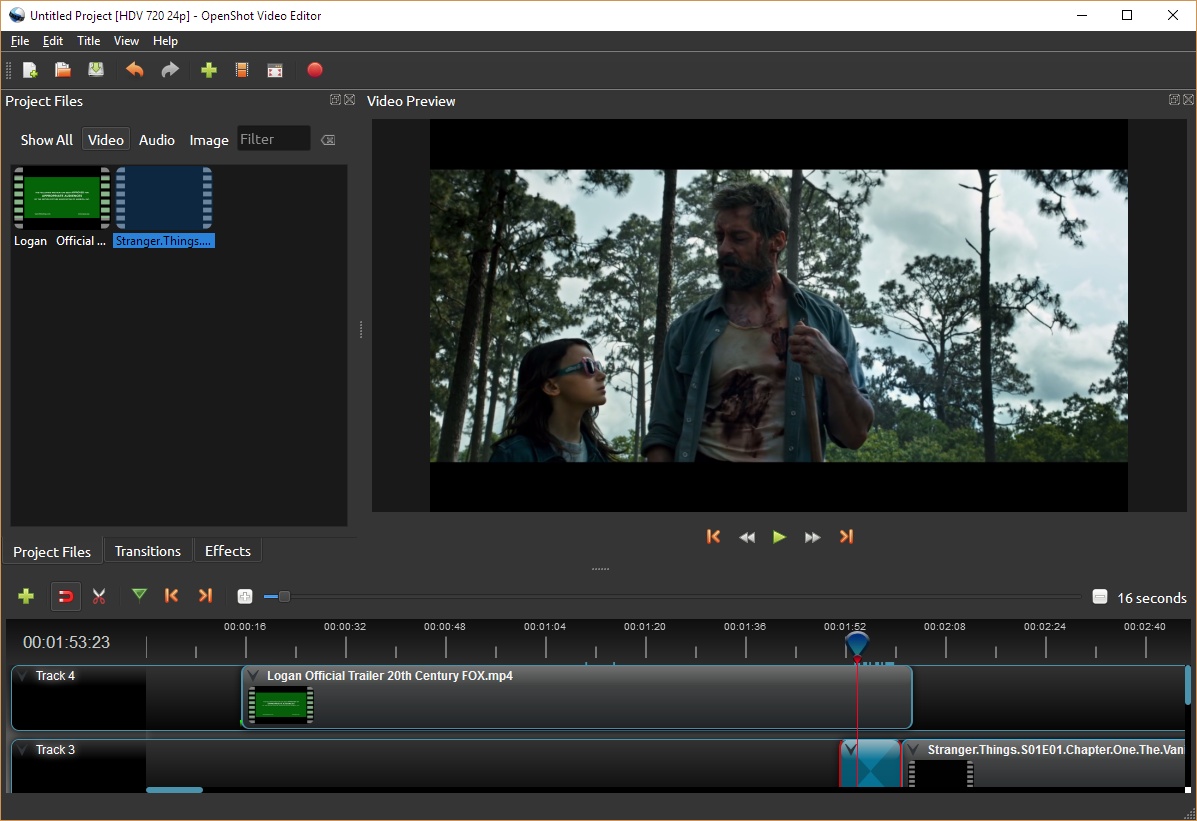 Untitled Project [HDV 720 24p] - OpenShot Video Editor
File Edit Title View Help
Project Files
Video Preview
Show All Video Audio Image Filter
APPROPRIATE AUDIENCES
Logan Official ... Stranger.Things....
Project Files Transitions Effects
16 seconds
00:01:53:23
00:00:16 00:00:32 00:00:48 00:01:04 00:01:20 00:01:36 00:01:52 00:02:08 00:02:24 00:02:40
Track 4
Logan Official Trailer 20th Century FOX.mp4
Track 3
Stranger.Things.S01E01.Chapter.One.The.Van